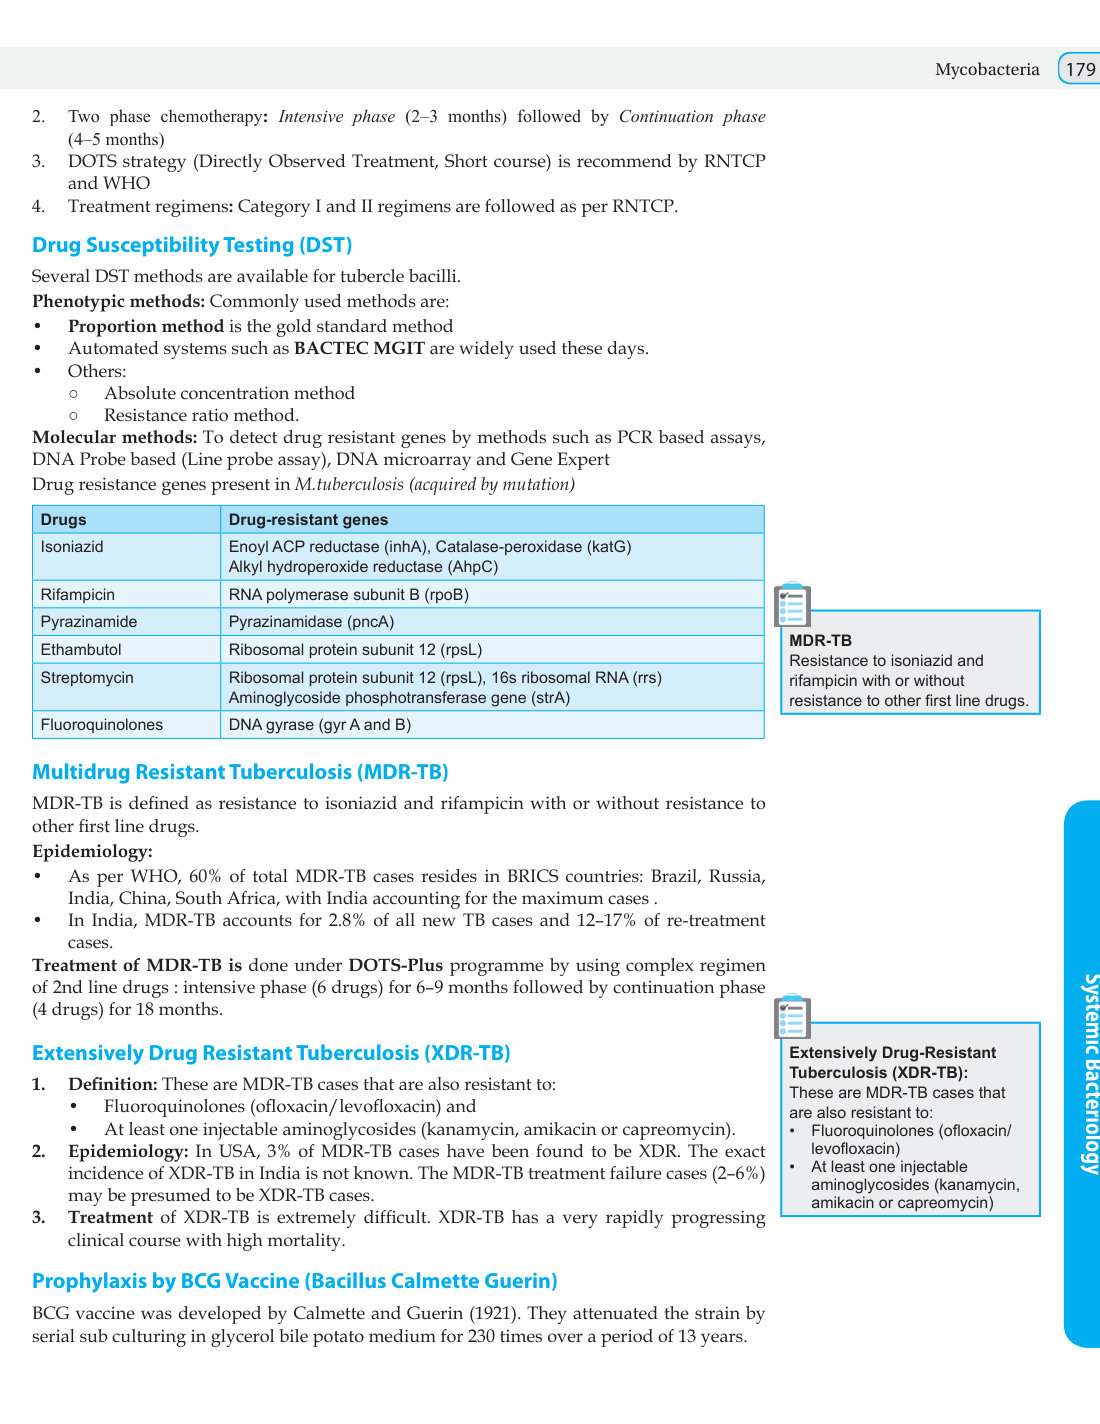 Mycobacteria 179
2. Two phase chemotherapy: Intensive phase (2–3 months) followed by Continuation phase
(4–5 months)
3. DOTS strategy (Directly Observed Treatment, Short course) is recommend by RNTCP
and WHO
4. Treatment regimens: Category I and II regimens are followed as per RNTCP.
Drug Susceptibility Testing (DST)
Several DST methods are available for tubercle bacilli.
Phenotypic methods: Commonly used methods are:
• Proportion method is the gold standard method
• Automated systems such as BACTEC MGIT are widely used these days.
• Others:
○ Absolute concentration method
○ Resistance ratio method.
Molecular methods: To detect drug resistant genes by methods such as PCR based assays,
DNA Probe based (Line probe assay), DNA microarray and Gene Expert
Drug resistance genes present in M.tuberculosis (acquired by mutation)
Drugs Drug-resistant genes
Isoniazid Enoyl ACP reductase (inhA), Catalase-peroxidase (katG)
Alkyl hydroperoxide reductase (AhpC)
Rifampicin RNA polymerase subunit B (rpoB)
Pyrazinamide Pyrazinamidase (pncA)
Ethambutol Ribosomal protein subunit 12 (rpsL)
Streptomycin Ribosomal protein subunit 12 (rpsL), 16s ribosomal RNA (rrs)
Aminoglycoside phosphotransferase gene (strA)
Fluoroquinolones DNA gyrase (gyr A and B)
MDR-TB
Resistance to isoniazid and
rifampicin with or without
resistance to other first line drugs.
Multidrug Resistant Tuberculosis (MDR-TB)
MDR-TB is defined as resistance to isoniazid and rifampicin with or without resistance to
other first line drugs.
Epidemiology:
• As per WHO, 60% of total MDR-TB cases resides in BRICS countries: Brazil, Russia,
India, China, South Africa, with India accounting for the maximum cases .
• In India, MDR-TB accounts for 2.8% of all new TB cases and 12–17% of re-treatment
cases.
Treatment of MDR-TB is done under DOTS-Plus programme by using complex regimen
of 2nd line drugs : intensive phase (6 drugs) for 6–9 months followed by continuation phase
(4 drugs) for 18 months.
Extensively Drug Resistant Tuberculosis (XDR-TB)
1. Definition: These are MDR-TB cases that are also resistant to:
• Fluoroquinolones (ofloxacin/levofloxacin) and
• At least one injectable aminoglycosides (kanamycin, amikacin or capreomycin).
2. Epidemiology: In USA, 3% of MDR-TB cases have been found to be XDR. The exact
incidence of XDR-TB in India is not known. The MDR-TB treatment failure cases (2–6%)
may be presumed to be XDR-TB cases.
3. Treatment of XDR-TB is extremely difficult. XDR-TB has a very rapidly progressing
clinical course with high mortality.
Extensively Drug-Resistant
Tuberculosis (XDR-TB):
These are MDR-TB cases that
are also resistant to:
• Fluoroquinolones (ofloxacin/
levofloxacin)
• At least one injectable
aminoglycosides (kanamycin,
amikacin or capreomycin)
Systemic Bacteriology
Prophylaxis by BCG Vaccine (Bacillus Calmette Guerin)
BCG vaccine was developed by Calmette and Guerin (1921). They attenuated the strain by
serial sub culturing in glycerol bile potato medium for 230 times over a period of 13 years.